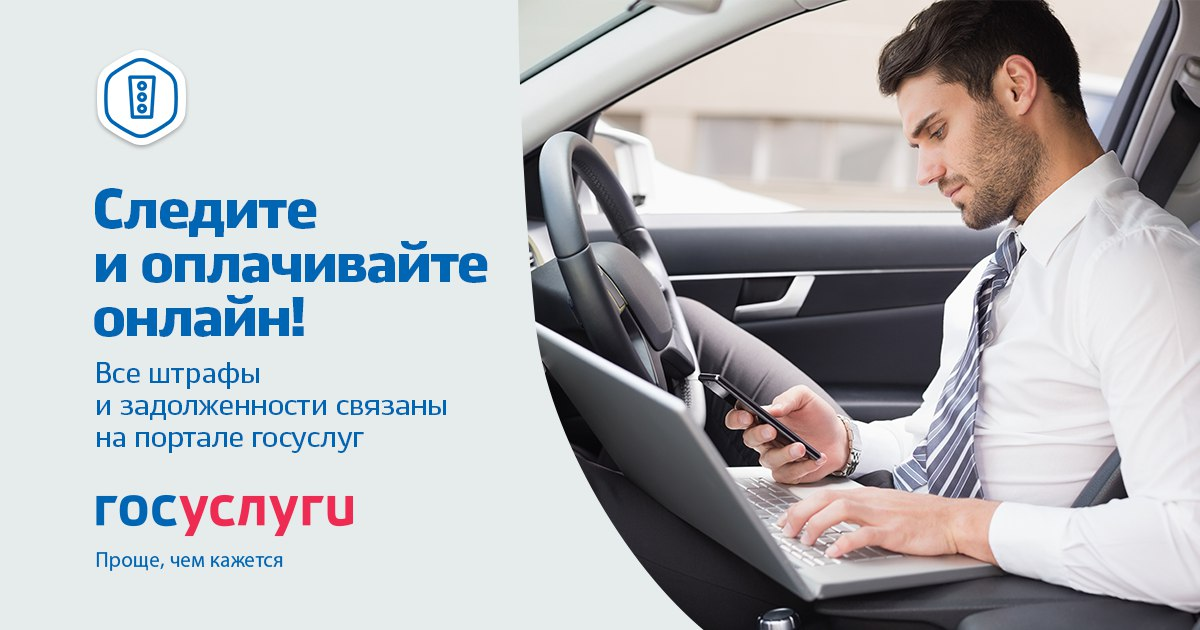 Следите
и оплачивайте
онлайн!
Все штрафы
и задолженности связаны
на портале госуслуг
госуслуги
Проще, чем кажется